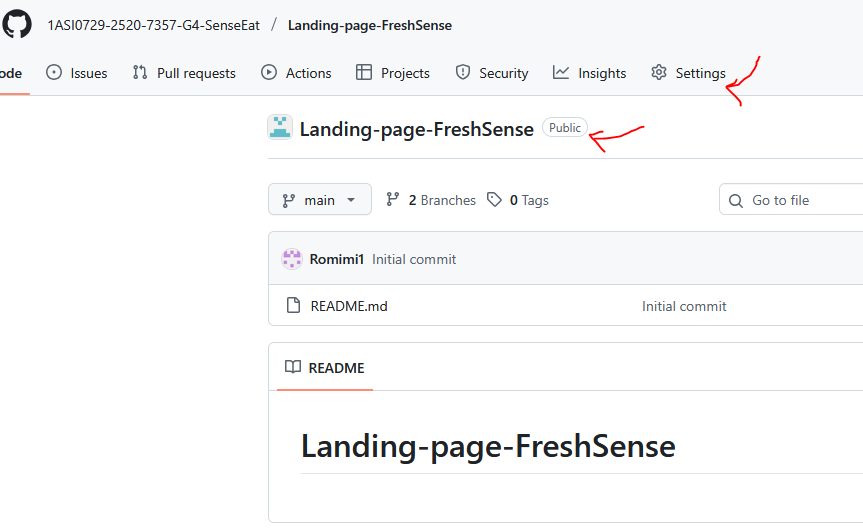 1ASI0729-2520-7357-G4-SenseEat / Landing-page-FreshSense
ode Issues Pull requests Actions Projects Security Insights Settings
Landing-page-FreshSense Public
main 2 Branches 0 Tags Go to file
Romimi1 Initial commit
README.md Initial commit
README
Landing-page-FreshSense